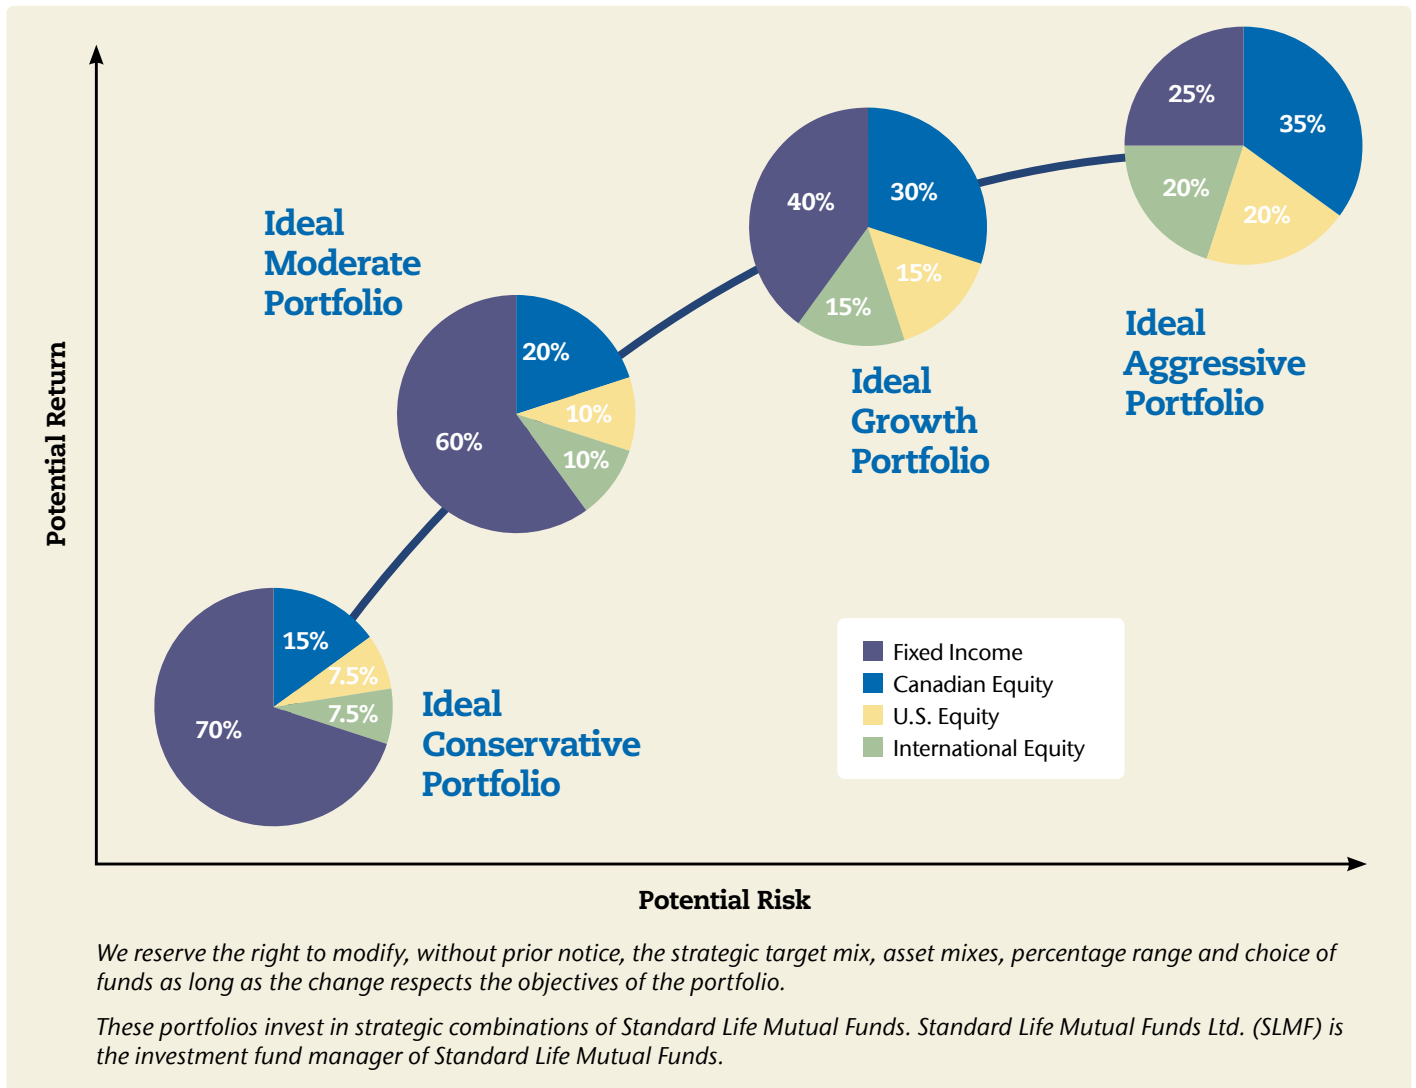 25%
35%
20%
20%
40%
30%
15%
15%
Ideal
Moderate
Portfolio
Ideal
Aggressive
Portfolio
20%
10%
10%
60%
Ideal
Growth
Portfolio
Potential Return
15%
7.5%
7.5%
70%
Ideal
Conservative
Portfolio
Fixed Income
Canadian Equity
U.S. Equity
International Equity
Potential Risk
We reserve the right to modify, without prior notice, the strategic target mix, asset mixes, percentage range and choice of
funds as long as the change respects the objectives of the portfolio.
These portfolios invest in strategic combinations of Standard Life Mutual Funds. Standard Life Mutual Funds Ltd. (SLMF) is
the investment fund manager of Standard Life Mutual Funds.